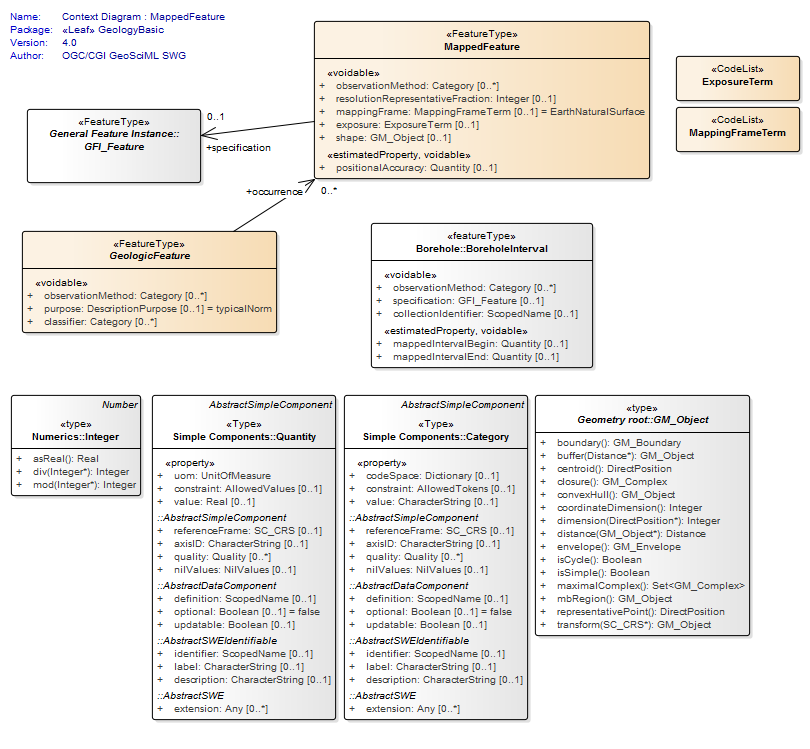 Name: Context Diagram : MappedFeature
Package: «Leaf» GeologyBasic
Version: 4.0
Author: OGC/CGI GeoSciML SWG
«FeatureType»
MappedFeature
«voidable»
+ observationMethod: Category [0..*]
+ resolutionRepresentativeFraction: Integer [0..1]
+ mappingFrame: MappingFrameTerm [0..1] = EarthNaturalSurface
+ exposure: ExposureTerm [0..1]
+ shape: GM_Object [0..1]
«estimatedProperty, voidable»
+ positionalAccuracy: Quantity [0..1]
«CodeList»
ExposureTerm
«CodeList»
MappingFrameTerm
«FeatureType»
General Feature Instance::
GFI_Feature
0..1
+specification
+occurrence
0..*
«FeatureType»
GeologicFeature
«voidable»
+ observationMethod: Category [0..*]
+ purpose: DescriptionPurpose [0..1] = typicalNorm
+ classifier: Category [0..*]
«featureType»
Borehole::BoreholeInterval
«voidable»
+ observationMethod: Category [0..*]
+ specification: GFI_Feature [0..1]
+ collectionIdentifier: ScopedName [0..1]
«estimatedProperty, voidable»
+ mappedIntervalBegin: Quantity [0..1]
+ mappedIntervalEnd: Quantity [0..1]
Number
«type»
Numerics::Integer
+ asReal(): Real
+ div(Integer*): Integer
+ mod(Integer*): Integer
AbstractSimpleComponent
«Type»
Simple Components::Quantity
«property»
+ uom: UnitOfMeasure
+ constraint: AllowedValues [0..1]
+ value: Real [0..1]
::AbstractSimpleComponent
+ referenceFrame: SC_CRS [0..1]
+ axisID: CharacterString [0..1]
+ quality: Quality [0..*]
+ nilValues: NilValues [0..1]
::AbstractDataComponent
+ definition: ScopedName [0..1]
+ optional: Boolean [0..1] = false
+ updatable: Boolean [0..1]
::AbstractSWEIdentifiable
+ identifier: ScopedName [0..1]
+ label: CharacterString [0..1]
+ description: CharacterString [0..1]
::AbstractSWE
+ extension: Any [0..*]
AbstractSimpleComponent
«Type»
Simple Components::Category
«property»
+ codeSpace: Dictionary [0..1]
+ constraint: AllowedTokens [0..1]
+ value: CharacterString [0..1]
::AbstractSimpleComponent
+ referenceFrame: SC_CRS [0..1]
+ axisID: CharacterString [0..1]
+ quality: Quality [0..*]
+ nilValues: NilValues [0..1]
::AbstractDataComponent
+ definition: ScopedName [0..1]
+ optional: Boolean [0..1] = false
+ updatable: Boolean [0..1]
::AbstractSWEIdentifiable
+ identifier: ScopedName [0..1]
+ label: CharacterString [0..1]
+ description: CharacterString [0..1]
::AbstractSWE
+ extension: Any [0..*]
«type»
Geometry root::GM_Object
+ boundary(): GM_Boundary
+ buffer(Distance*): GM_Object
+ centroid(): DirectPosition
+ closure(): GM_Complex
+ convexHull(): GM_Object
+ coordinateDimension(): Integer
+ dimension(DirectPosition*): Integer
+ distance(GM_Object*): Distance
+ envelope(): GM_Envelope
+ isCycle(): Boolean
+ isSimple(): Boolean
+ maximalComplex(): Set<GM_Complex>
+ mbRegion(): GM_Object
+ representativePoint(): DirectPosition
+ transform(SC_CRS*): GM_Object